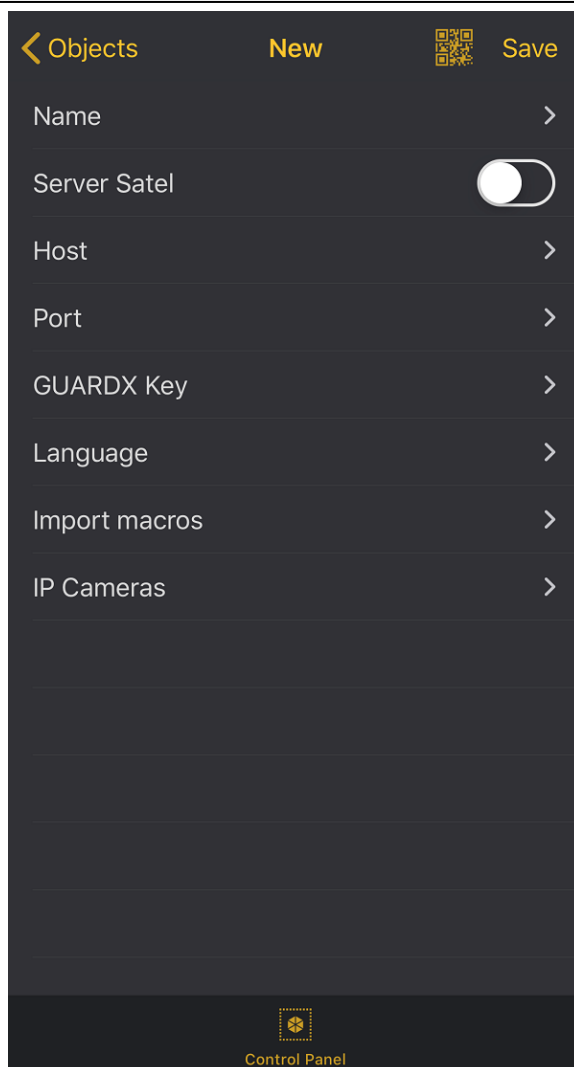 Objects New Save
Name
Server Satel
Host
Port
GUARDX Key
Language
Import macros
IP Cameras
Control Panel